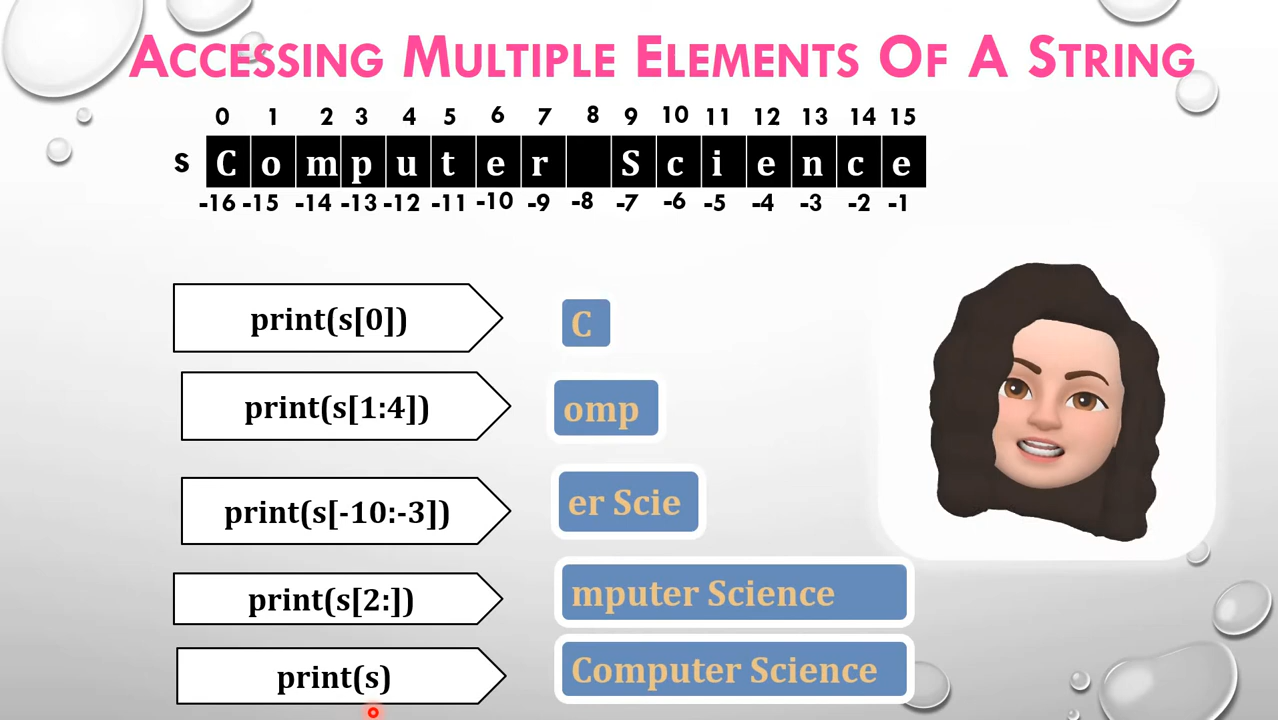 Accessing Multiple Elements Of A String
0 1 2 3 4 5 6 7 8 9 10 11 12 13 14 15
s C o m p u t e r S c i e n c e
-16 -15 -14 -13 -12 -11 -10 -9 -8 -7 -6 -5 -4 -3 -2 -1
print(s[0]) C
print(s[1:4]) omp
print(s[-10:-3]) er Scie
print(s[2:]) mputer Science
print(s) Computer Science